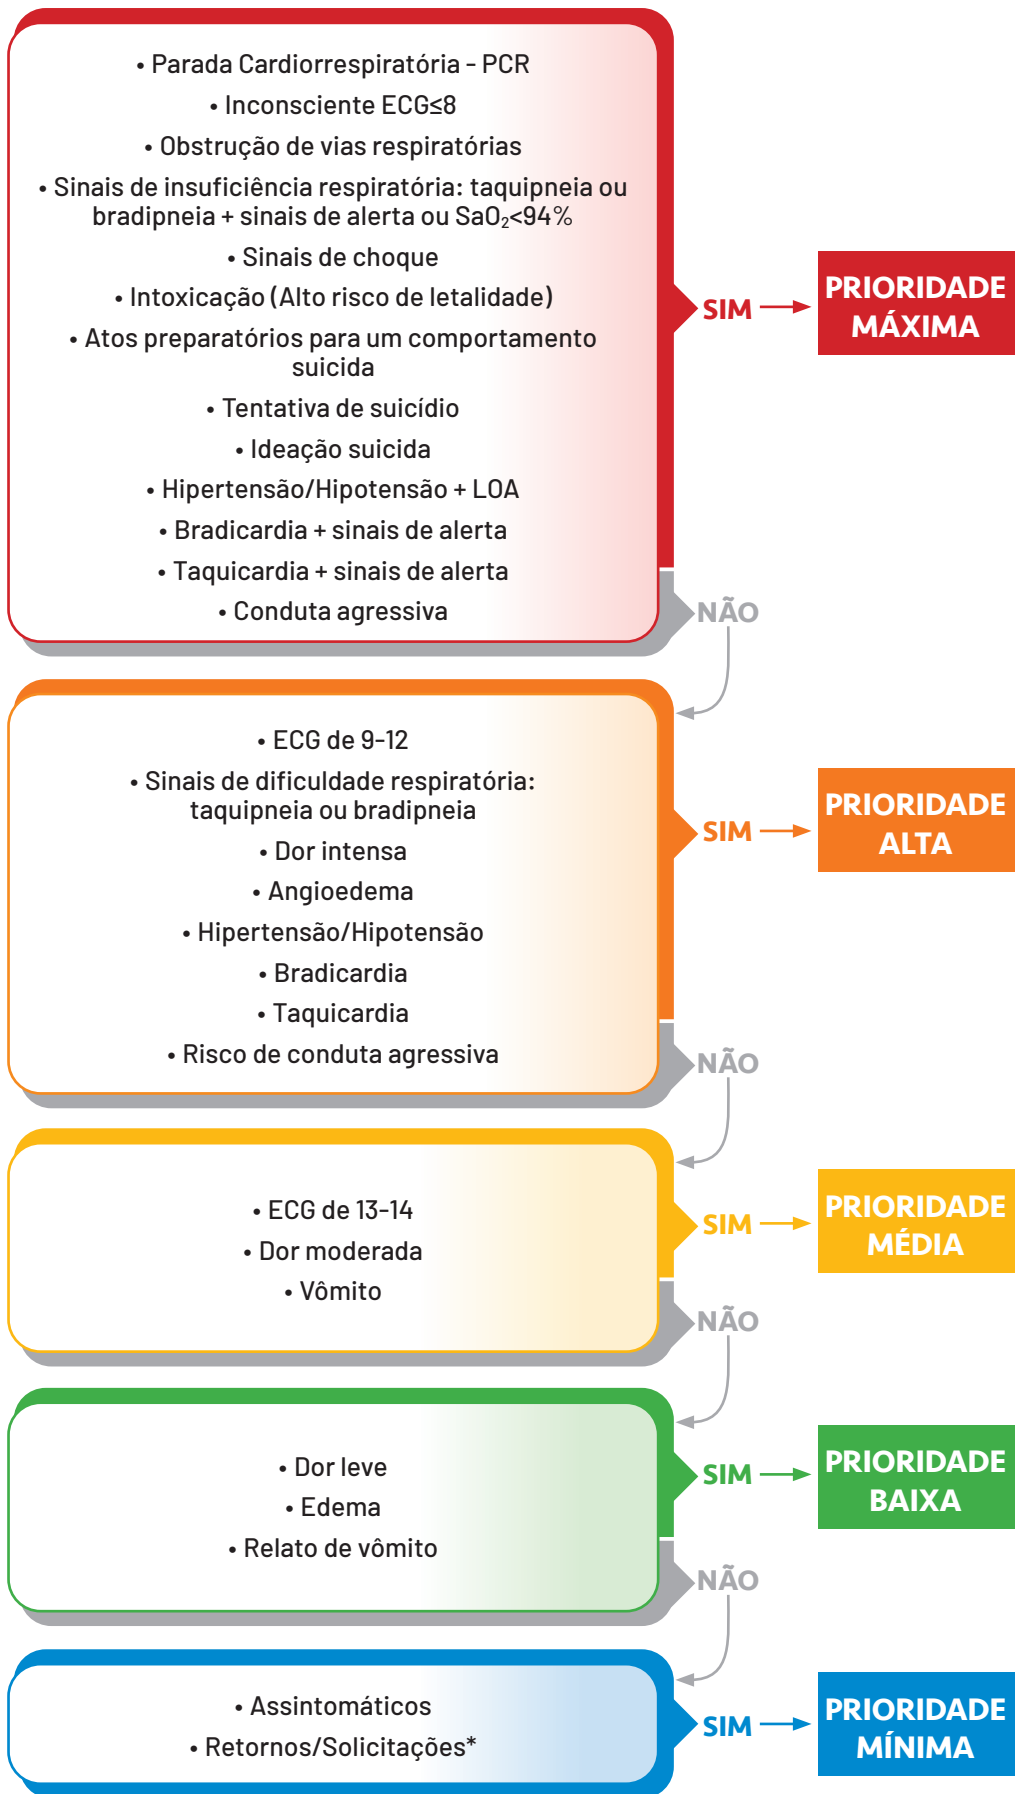 • Parada Cardiorrespiratória - PCR
• Inconsciente ECG≤8
• Obstrução de vias respiratórias
• Sinais de insuficiência respiratória: taquipneia ou
bradipneia + sinais de alerta ou SaO₂<94%
• Sinais de choque
• Intoxicação (Alto risco de letalidade)
• Atos preparatórios para um comportamento
suicida
• Tentativa de suicídio
• Ideação suicida
• Hipertensão/Hipotensão + LOA
• Bradicardia + sinais de alerta
• Taquicardia + sinais de alerta
• Conduta agressiva
SIM
PRIORIDADE
MÁXIMA
NÃO
• ECG de 9-12
• Sinais de dificuldade respiratória:
taquipneia ou bradipneia
• Dor intensa
• Angioedema
• Hipertensão/Hipotensão
• Bradicardia
• Taquicardia
• Risco de conduta agressiva
SIM
PRIORIDADE
ALTA
NÃO
• ECG de 13-14
• Dor moderada
• Vômito
SIM
PRIORIDADE
MÉDIA
NÃO
• Dor leve
• Edema
• Relato de vômito
SIM
PRIORIDADE
BAIXA
NÃO
• Assintomáticos
• Retornos/Solicitações*
SIM
PRIORIDADE
MÍNIMA